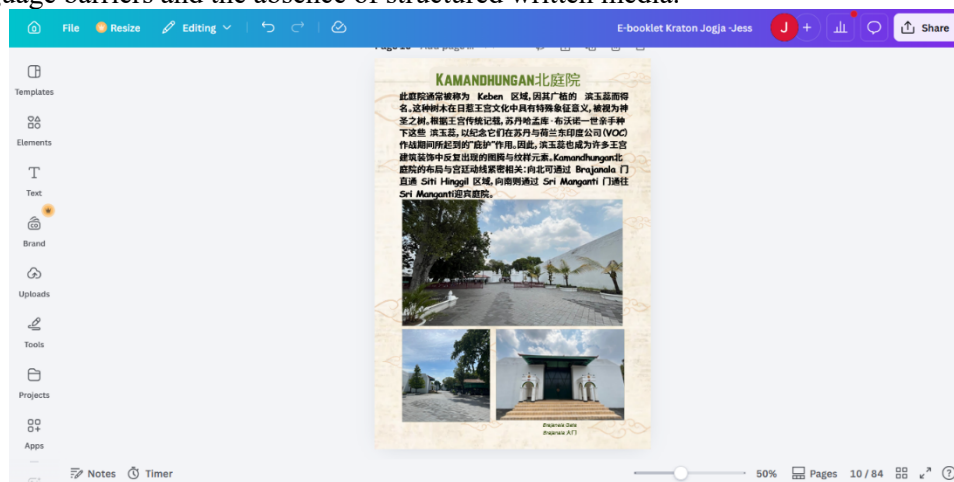 guage barriers and the absence of structured written media.
File Resize Editing E-booklet Kraton Jogja -Jess J + Share
Templates
Elements
Text
Brand
Uploads
Tools
Projects
Apps
KAMANDHUNGAN北庭院
此庭院通常被称为 Keben 区域,因其广植的 滨玉蕊而得
名。这种树木在日惹王宫文化中具有特殊象征意义,被视为神
圣之树。根据王宫传统记载,苏丹哈孟库·布沃诺一世亲手种
下这些 滨玉蕊,以纪念它们在苏丹与荷兰东印度公司(VOC)
作战期间所起到的"庇护"作用。因此,滨玉蕊也成为许多王宫
建筑装饰中反复出现的图腾与纹样元素。Kamandhungan北
庭院的布局与宫廷动线紧密相关:向北可通过 Brajanala 门
直通 Siti Hinggil 区域,向南则通过 Sri Manganti 门通往
Sri Manganti迎宾庭院。
Brajanala Gate
Brajanala 大门
Notes Timer 50% Pages 10 / 84